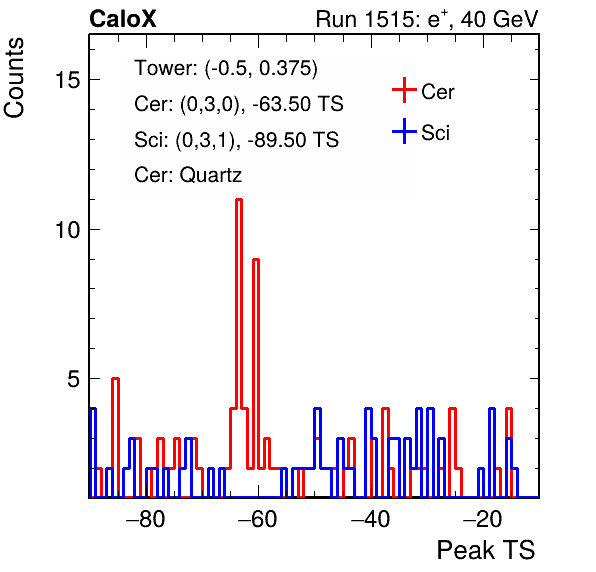 CaloX Run 1515: e⁺, 40 GeV
Counts
15
10
5
Tower: (-0.5, 0.375)
Cer: (0,3,0), -63.50 TS
Sci: (0,3,1), -89.50 TS
Cer: Quartz
Cer
Sci
−80 −60 −40 −20
Peak TS